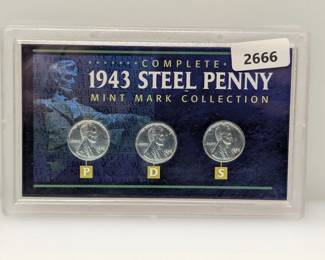 COMPLETE
2666
1943 STEEL PENNY
MINT MARK COLLECTION
P D S